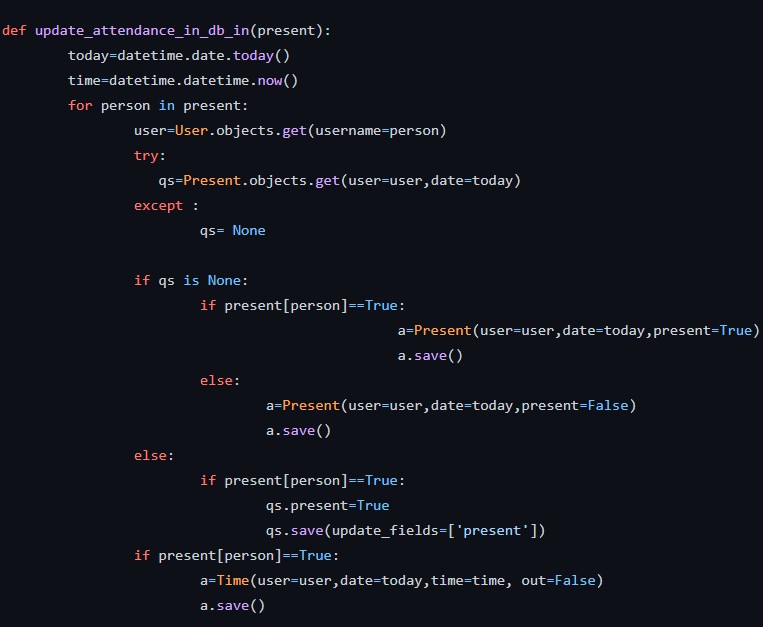 def update_attendance_in_db_in(present):
        today=datetime.date.today()
        time=datetime.datetime.now()
        for person in present:
                user=User.objects.get(username=person)
                try:
                   qs=Present.objects.get(user=user,date=today)
                except :
                        qs= None

                if qs is None:
                        if present[person]==True:
                                                a=Present(user=user,date=today,present=True)
                                                a.save()
                        else:
                                a=Present(user=user,date=today,present=False)
                                a.save()
                else:
                        if present[person]==True:
                                qs.present=True
                                qs.save(update_fields=['present'])
                if present[person]==True:
                        a=Time(user=user,date=today,time=time, out=False)
                        a.save()